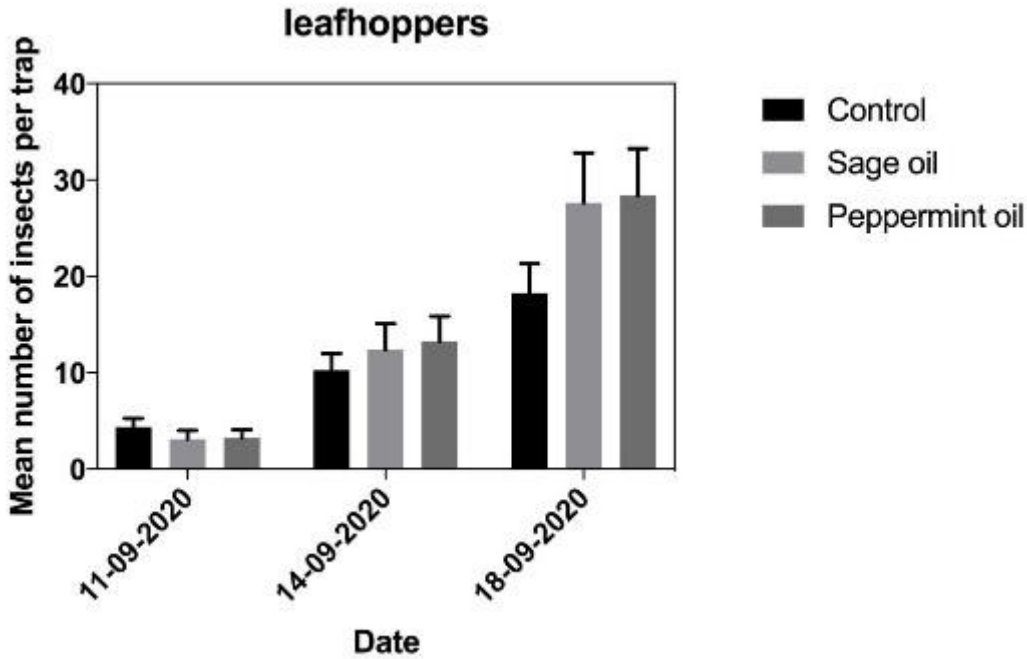 leafhoppers
Mean number of insects per trap
40
30
20
10
0
11-09-2020
14-09-2020
18-09-2020
Date
Control
Sage oil
Peppermint oil